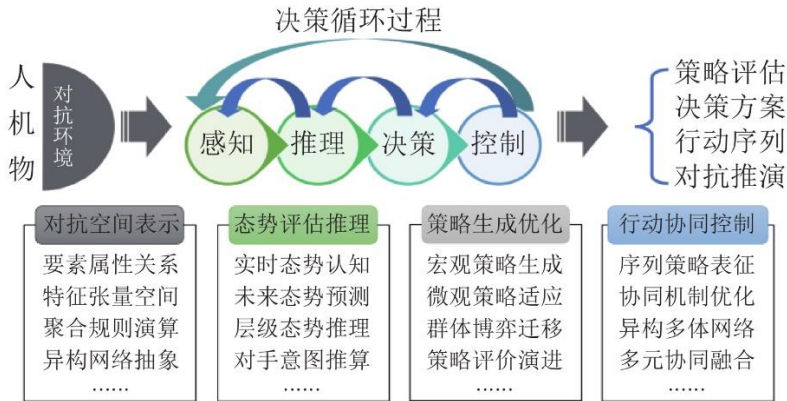 决策循环过程
人
机
物
对抗环境
感知
推理
决策
控制
策略评估
决策方案
行动序列
对抗推演
对抗空间表示
要素属性关系
特征张量空间
聚合规则演算
异构网络抽象
……
态势评估推理
实时态势认知
未来态势预测
层级态势推理
对手意图推算
……
策略生成优化
宏观策略生成
微观策略适应
群体博弈迁移
策略评价演进
……
行动协同控制
序列策略表征
协同机制优化
异构多体网络
多元协同融合
……